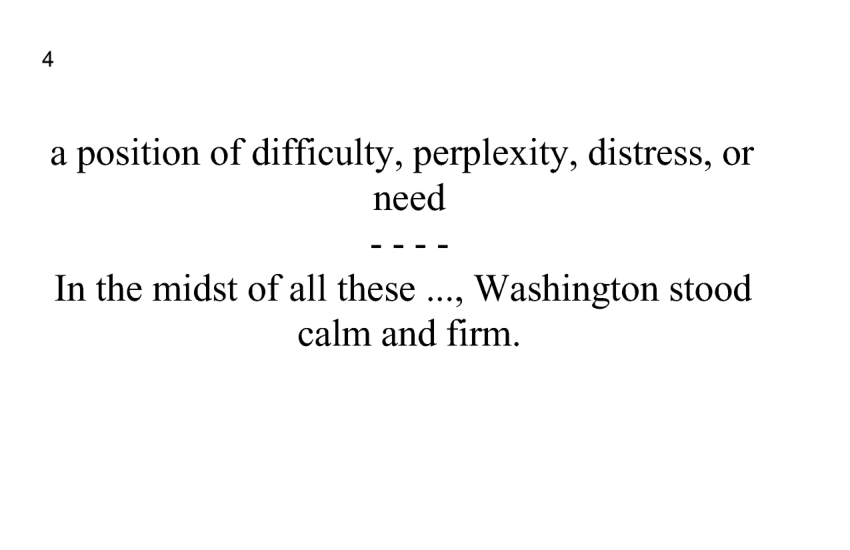 4
a position of difficulty, perplexity, distress, or
need
- - - -
In the midst of all these ..., Washington stood
calm and firm.